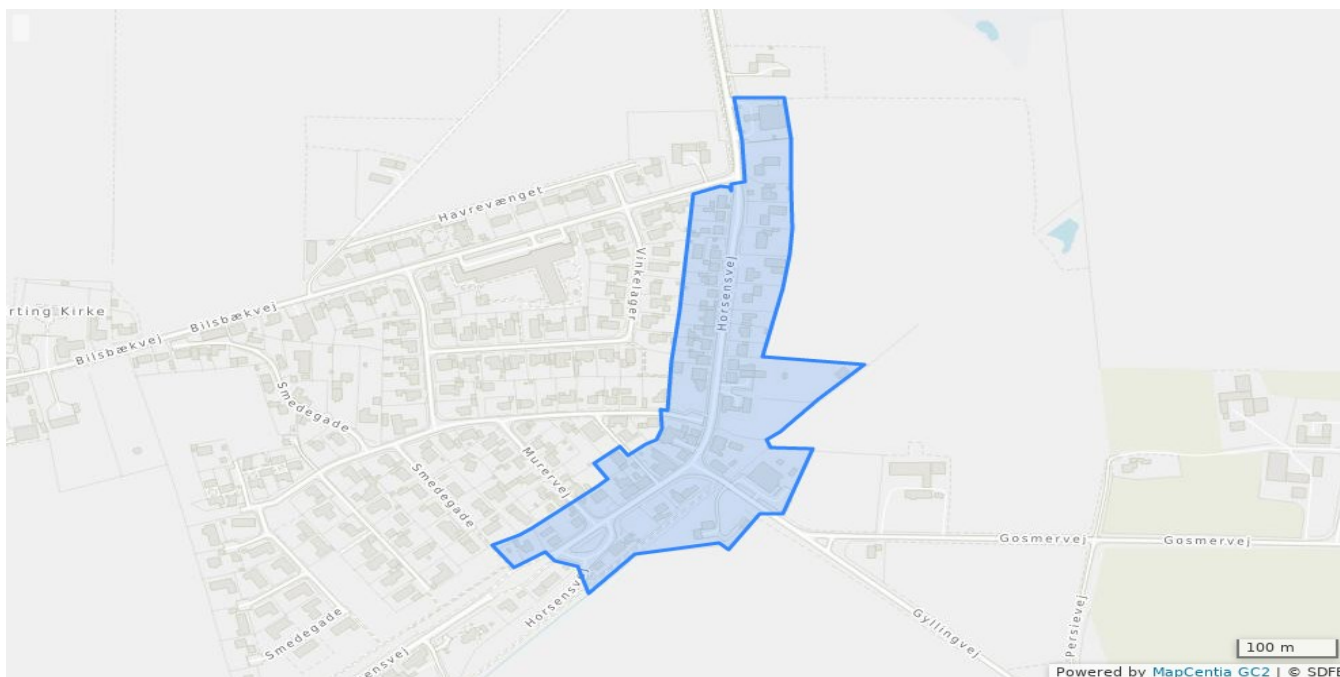 Havrevænget
Vinkelager
Horsensvej
rting Kirke
Bilsbækvej
Bilsbækvej
Smedegade
Murervej
Smedegade
Gosmervej
Gosmervej
Horsensvej
Gyllingvej
Persievej
Smedegade
ensvej
100 m
Powered by MapCentia GC2 | © SDFE